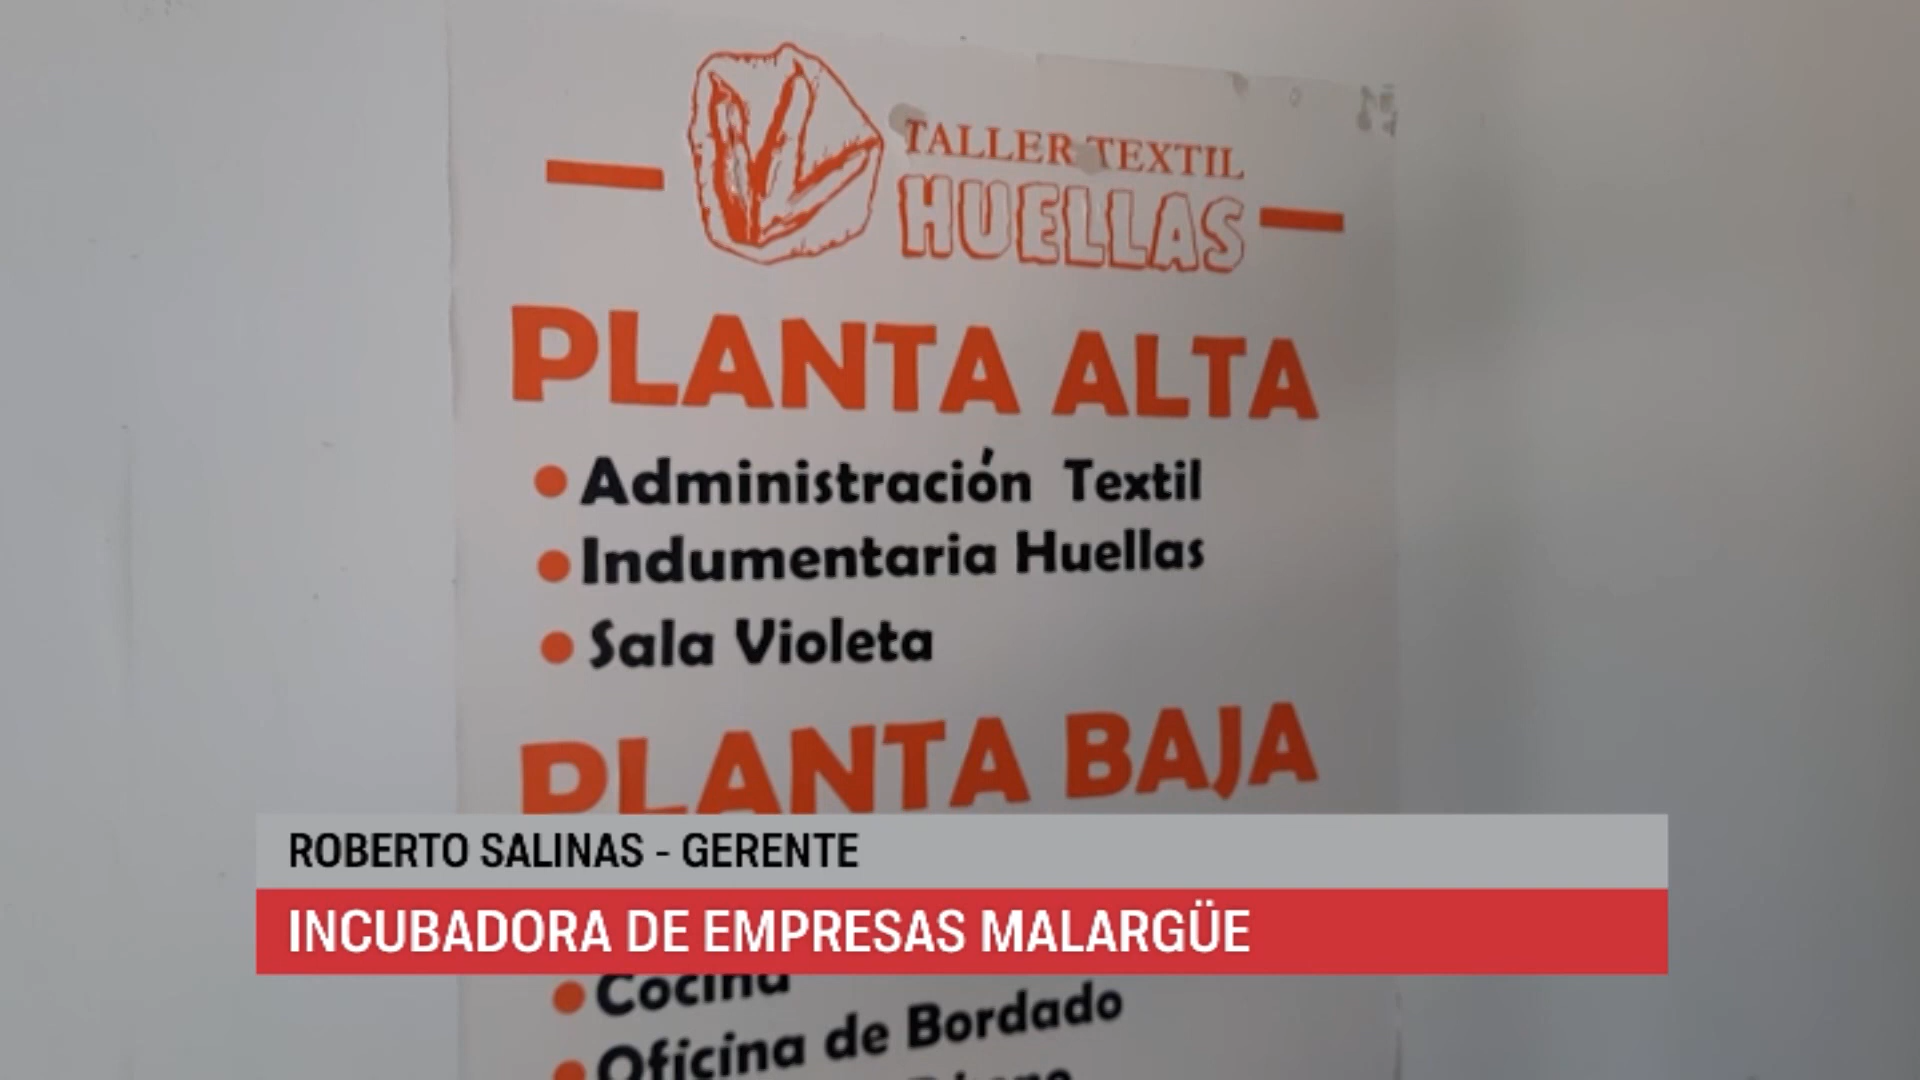 TALLER TEXTIL
HUELLAS
PLANTA ALTA
Administración Textil
Indumentaria Huellas
Sala Violeta
PLANTA BAJA
ROBERTO SALINAS - GERENTE
INCUBADORA DE EMPRESAS MALARGÜE
Cocina
Oficina de Bordado